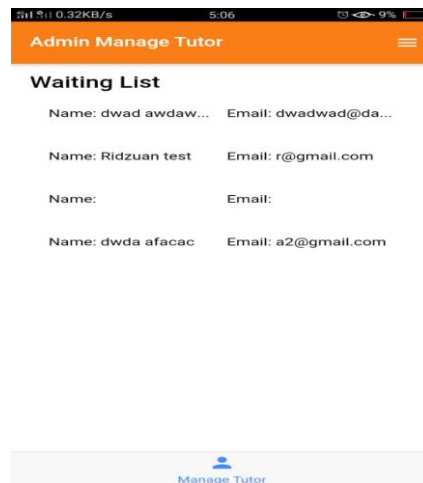 0.32KB/s 5:06 9%
Admin Manage Tutor
Waiting List
Name: dwad awdaw... Email: dwadwad@da...
Name: Ridzuan test Email: r@gmail.com
Name: Email:
Name: dwda afacac Email: a2@gmail.com
Manage Tutor